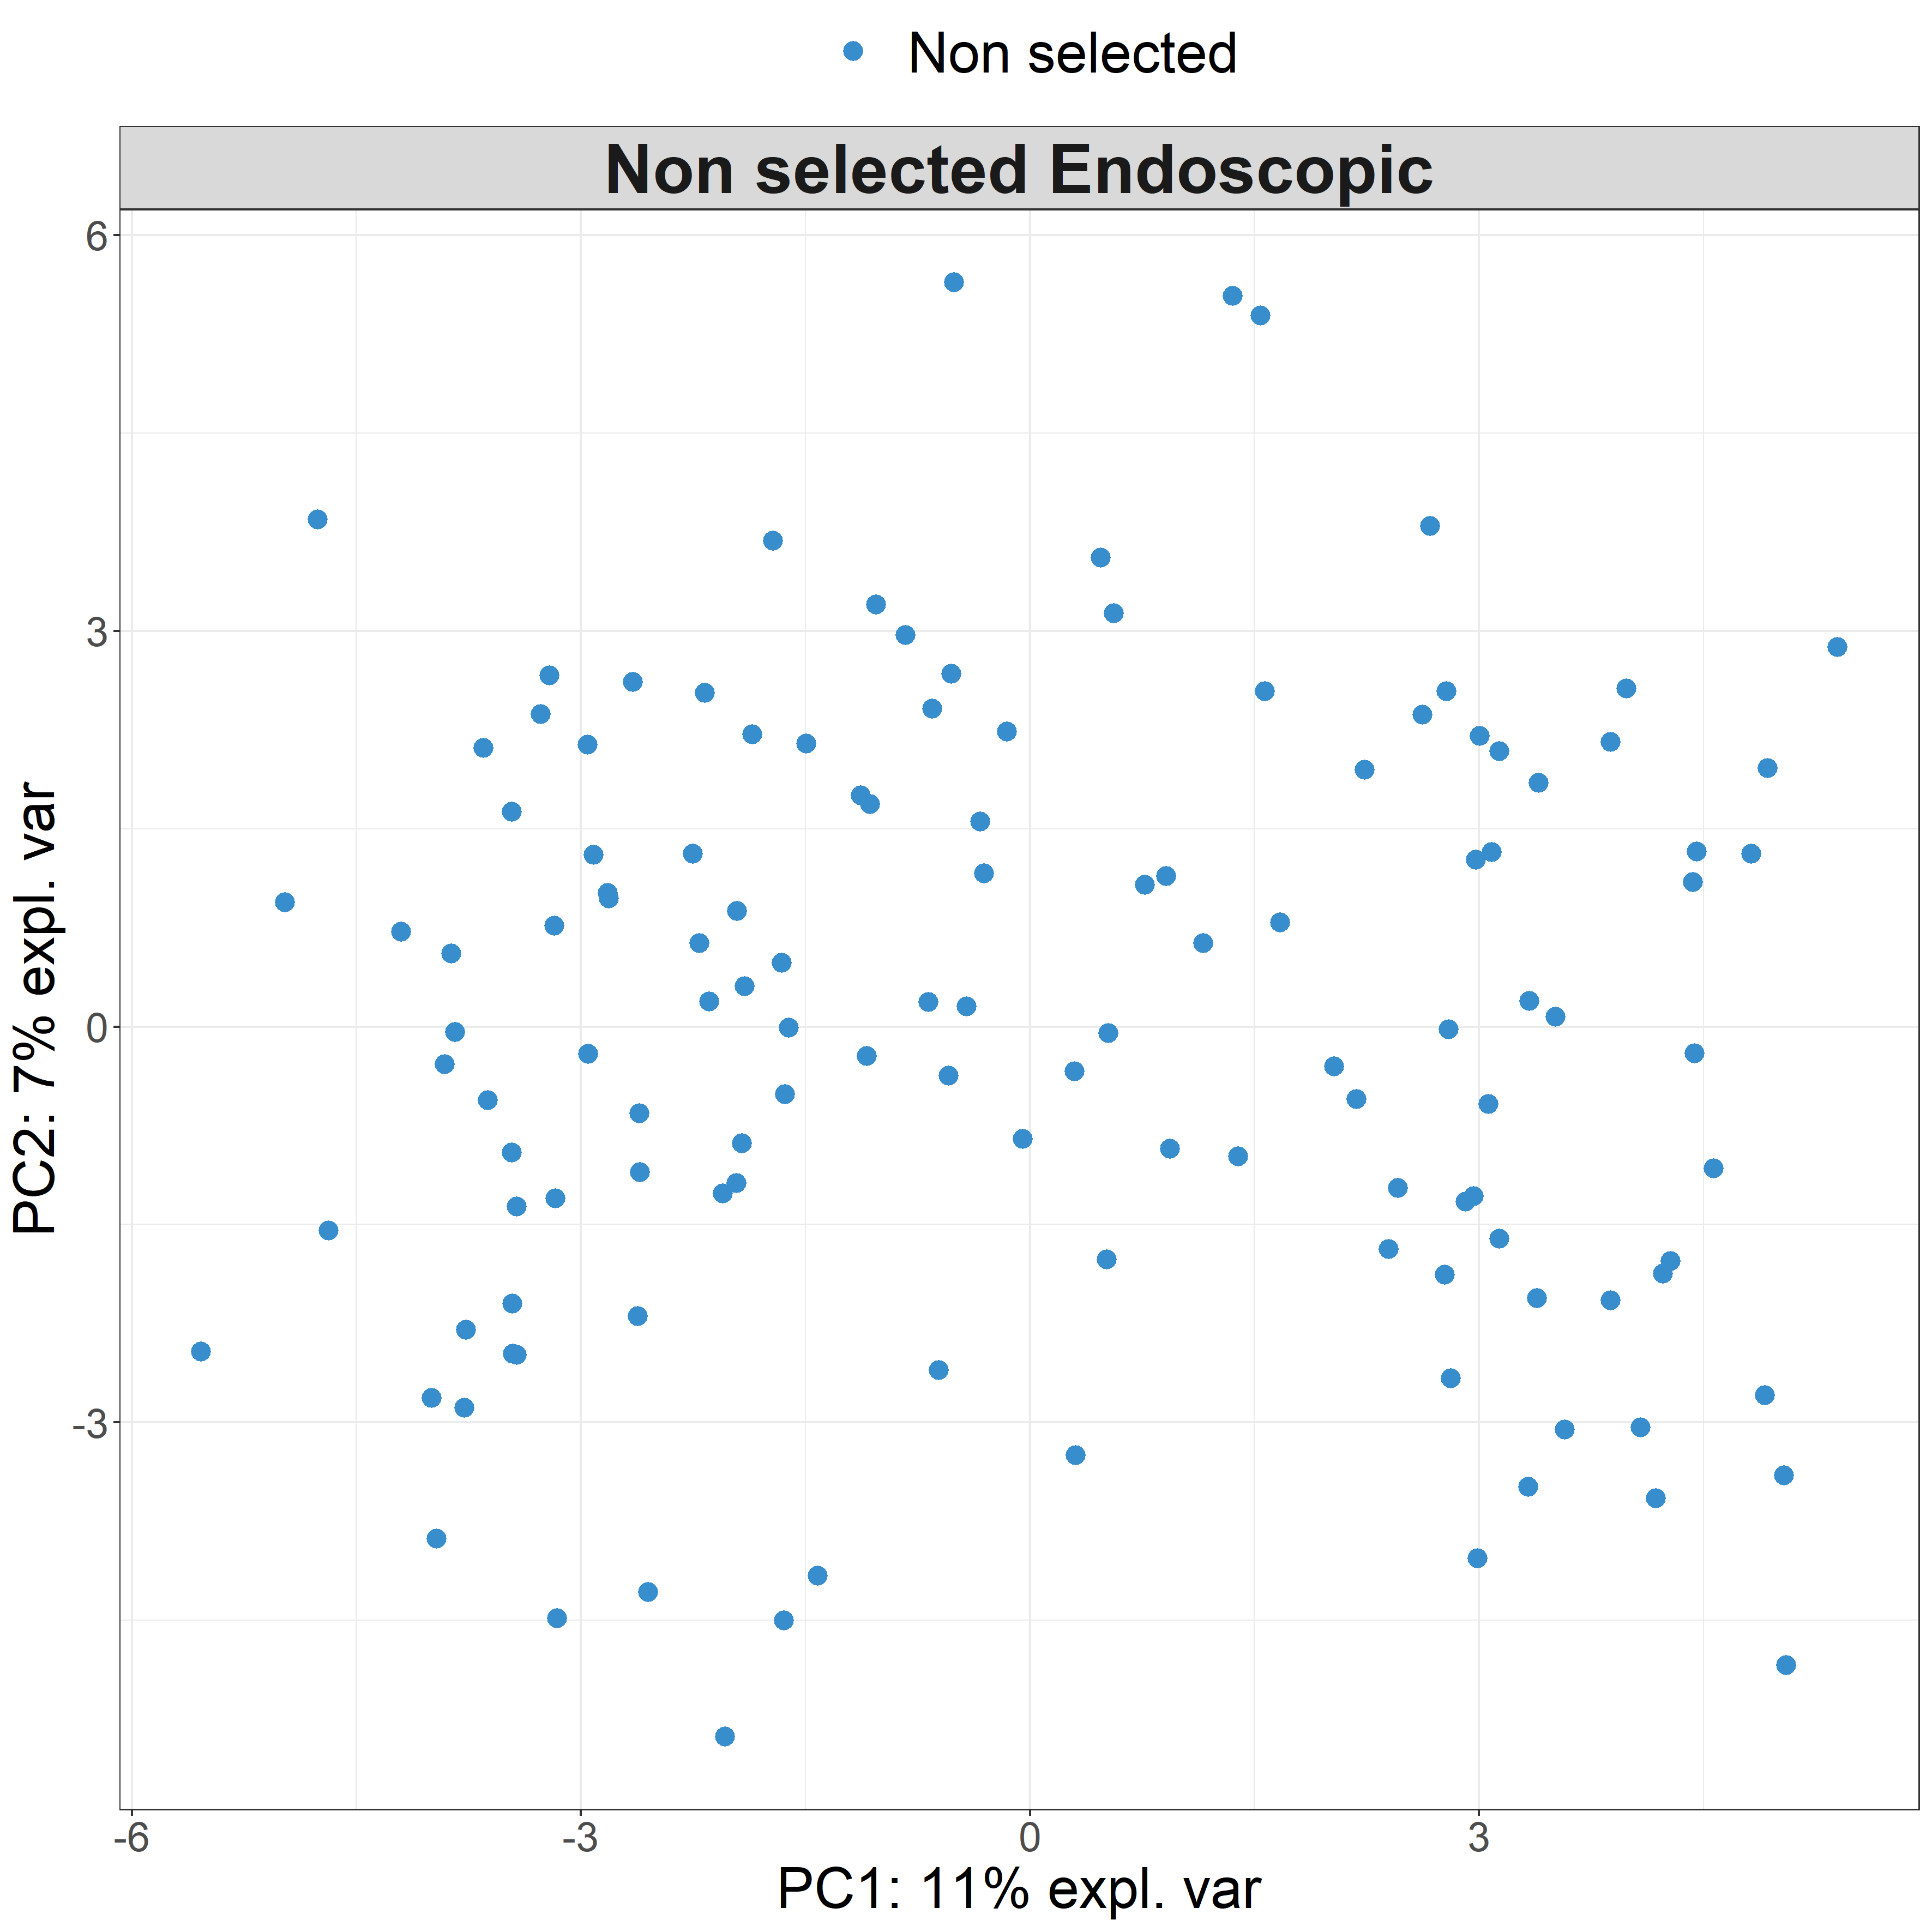 Non selected
Non selected Endoscopic
6
3
0
-3
PC2: 7% expl. var
-6
-3
0
3
PC1: 11% expl. var